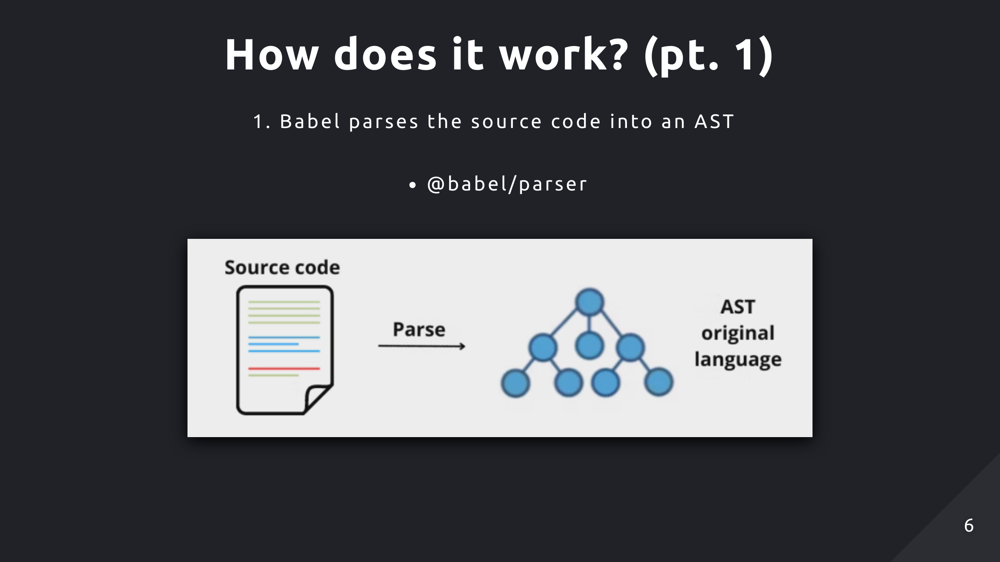 How does it work? (pt. 1)
1. Babel parses the source code into an AST
• @babel/parser
Source code
Parse
AST
original
language
6